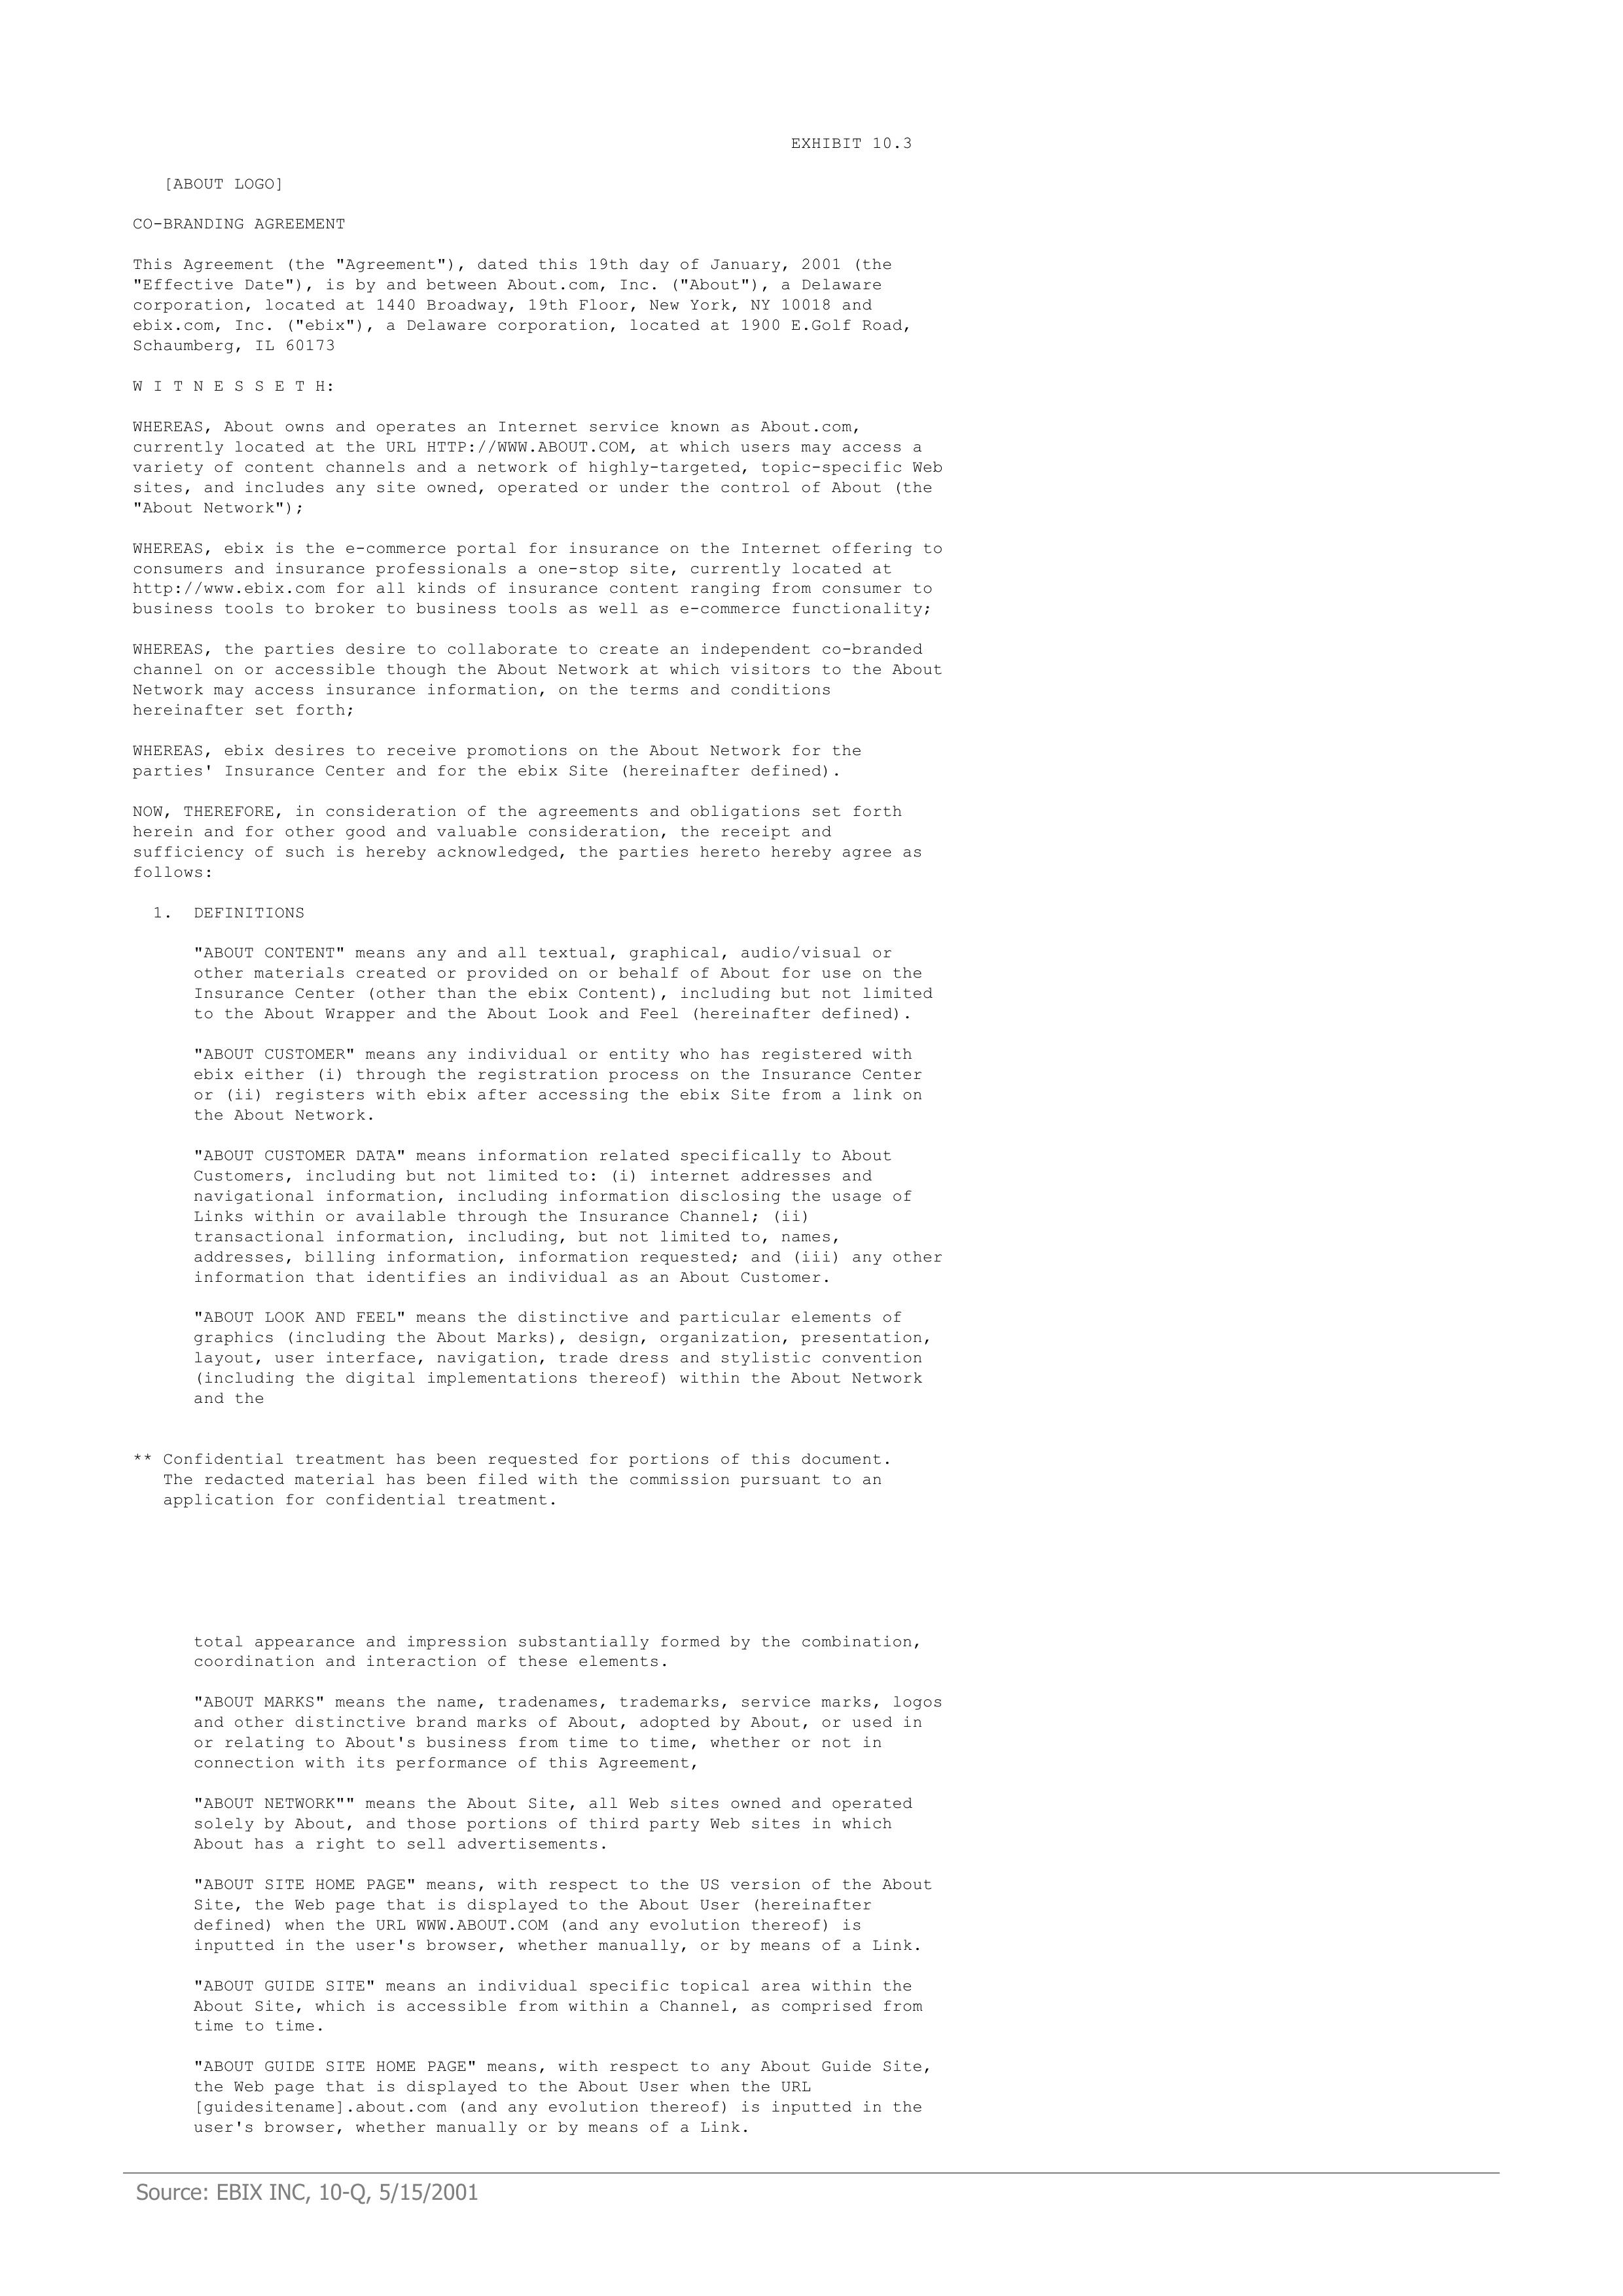 EXHIBIT 10.3
[ABOUT LOGO]
CO-BRANDING AGREEMENT
This Agreement (the "Agreement"), dated this 19th day of January, 2001 (the
"Effective Date"), is by and between About.com, Inc. ("About"), a Delaware
corporation, located at 1440 Broadway, 19th Floor, New York, NY 10018 and
ebix.com, Inc. ("ebix"), a Delaware corporation, located at 1900 E.Golf Road,
Schaumberg, IL 60173
W I T N E S S E T H:
WHEREAS, About owns and operates an Internet service known as About.com,
currently located at the URL HTTP://WWW.ABOUT.COM, at which users may access a
variety of content channels and a network of highly-targeted, topic-specific Web
sites, and includes any site owned, operated or under the control of About (the
"About Network");
WHEREAS, ebix is the e-commerce portal for insurance on the Internet offering to
consumers and insurance professionals a one-stop site, currently located at
http://www.ebix.com for all kinds of insurance content ranging from consumer to
business tools to broker to business tools as well as e-commerce functionality;
WHEREAS, the parties desire to collaborate to create an independent co-branded
channel on or accessible though the About Network at which visitors to the About
Network may access insurance information, on the terms and conditions
hereinafter set forth;
WHEREAS, ebix desires to receive promotions on the About Network for the
parties' Insurance Center and for the ebix Site (hereinafter defined).
NOW, THEREFORE, in consideration of the agreements and obligations set forth
herein and for other good and valuable consideration, the receipt and
sufficiency of such is hereby acknowledged, the parties hereto hereby agree as
follows:
1. DEFINITIONS
"ABOUT CONTENT" means any and all textual, graphical, audio/visual or
other materials created or provided on or behalf of About for use on the
Insurance Center (other than the ebix Content), including but not limited
to the About Wrapper and the About Look and Feel (hereinafter defined).
"ABOUT CUSTOMER" means any individual or entity who has registered with
ebix either (i) through the registration process on the Insurance Center
or (ii) registers with ebix after accessing the ebix Site from a link on
the About Network.
"ABOUT CUSTOMER DATA" means information related specifically to About
Customers, including but not limited to: (i) internet addresses and
navigational information, including information disclosing the usage of
Links within or available through the Insurance Channel; (ii)
transactional information, including, but not limited to, names,
addresses, billing information, information requested; and (iii) any other
information that identifies an individual as an About Customer.
"ABOUT LOOK AND FEEL" means the distinctive and particular elements of
graphics (including the About Marks), design, organization, presentation,
layout, user interface, navigation, trade dress and stylistic convention
(including the digital implementations thereof) within the About Network
and the
** Confidential treatment has been requested for portions of this document.
The redacted material has been filed with the commission pursuant to an
application for confidential treatment.
total appearance and impression substantially formed by the combination,
coordination and interaction of these elements.
"ABOUT MARKS" means the name, tradenames, trademarks, service marks, logos
and other distinctive brand marks of About, adopted by About, or used in
or relating to About's business from time to time, whether or not in
connection with its performance of this Agreement,
"ABOUT NETWORK"" means the About Site, all Web sites owned and operated
solely by About, and those portions of third party Web sites in which
About has a right to sell advertisements.
"ABOUT SITE HOME PAGE" means, with respect to the US version of the About
Site, the Web page that is displayed to the About User (hereinafter
defined) when the URL WWW.ABOUT.COM (and any evolution thereof) is
inputted in the user's browser, whether manually, or by means of a Link.
"ABOUT GUIDE SITE" means an individual specific topical area within the
About Site, which is accessible from within a Channel, as comprised from
time to time.
"ABOUT GUIDE SITE HOME PAGE" means, with respect to any About Guide Site,
the Web page that is displayed to the About User when the URL
[guidesitename].about.com (and any evolution thereof) is inputted in the
user's browser, whether manually or by means of a Link.
Source: EBIX INC, 10-Q, 5/15/2001